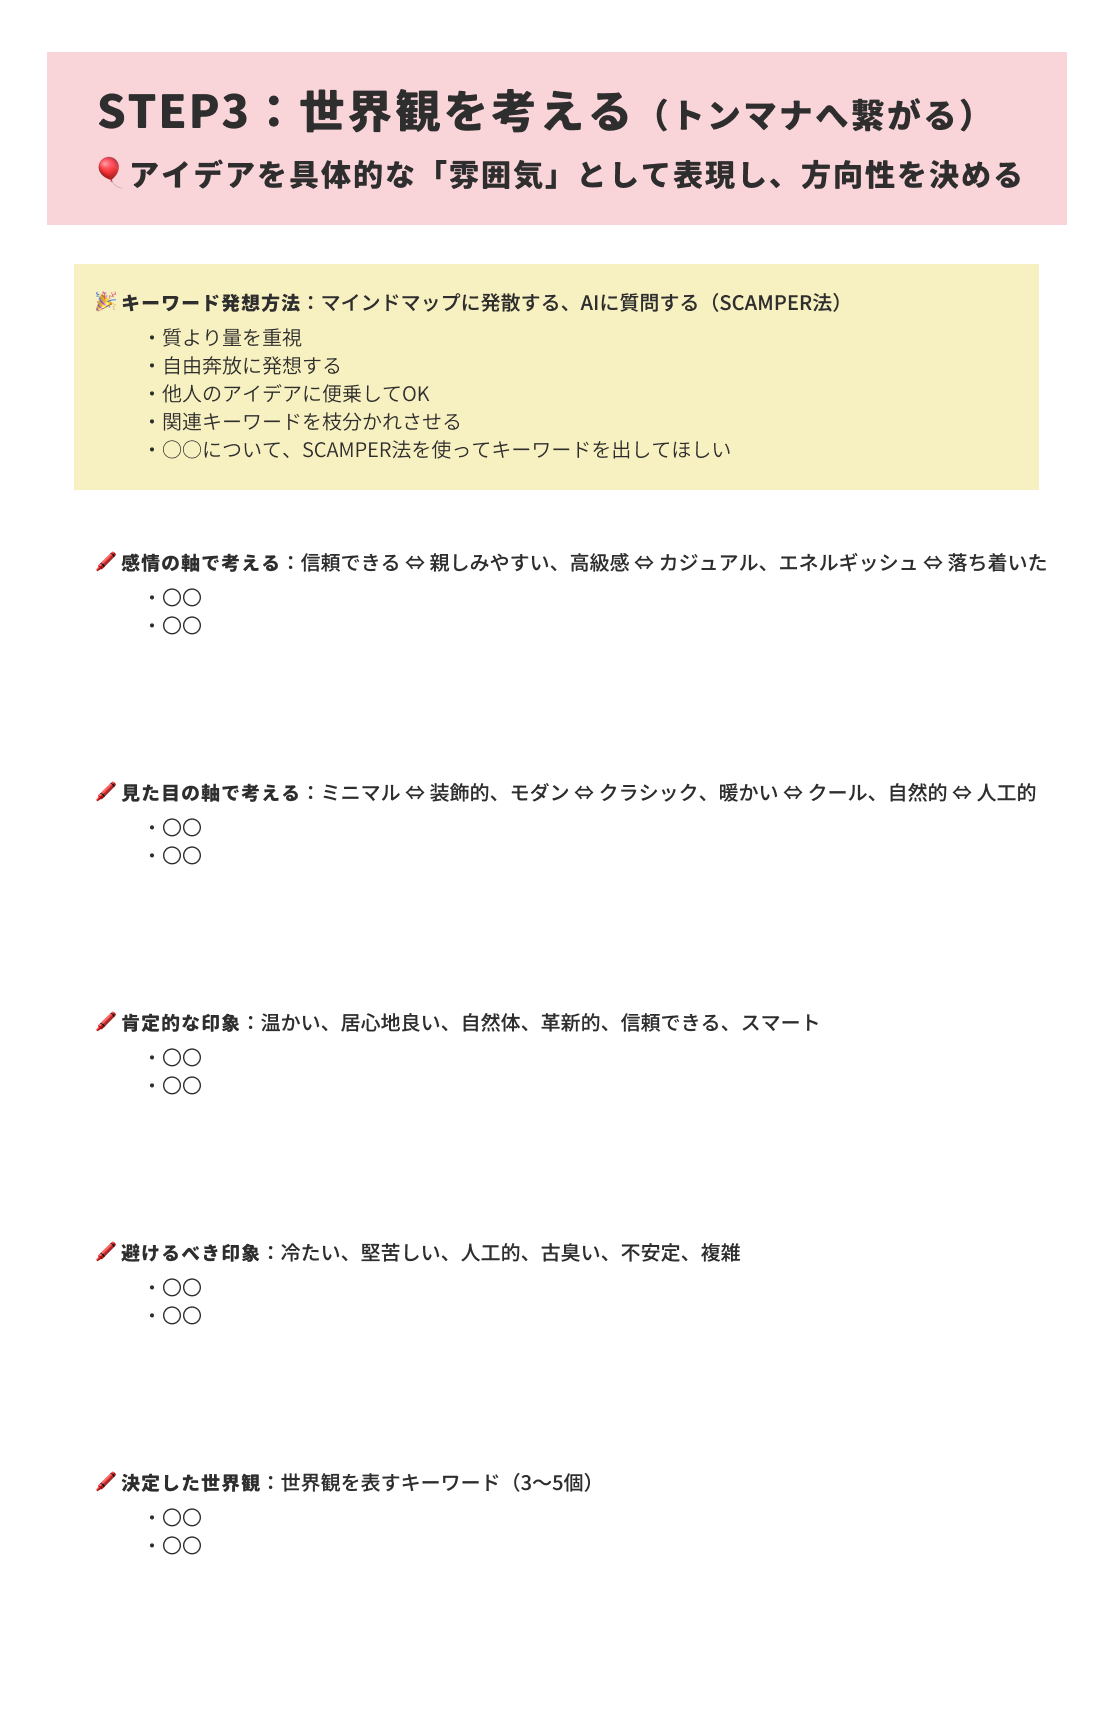 STEP3：世界観を考える（トンマナへ繋がる）
🎈アイデアを具体的な「雰囲気」として表現し、方向性を決める
🎉キーワード発想方法：マインドマップに発散する、AIに質問する（SCAMPER法）
・質より量を重視
・自由奔放に発想する
・他人のアイデアに便乗してOK
・関連キーワードを枝分かれさせる
・〇〇について、SCAMPER法を使ってキーワードを出してほしい
🖍感情の軸で考える：信頼できる⇔親しみやすい、高級感⇔カジュアル、エネルギッシュ⇔落ち着いた
・〇〇
・〇〇
🖍見た目の軸で考える：ミニマル⇔装飾的、モダン⇔クラシック、暖かい⇔クール、自然的⇔人工的
・〇〇
・〇〇
🖍肯定的な印象：温かい、居心地良い、自然体、革新的、信頼できる、スマート
・〇〇
・〇〇
🖍避けるべき印象：冷たい、堅苦しい、人工的、古臭い、不安定、複雑
・〇〇
・〇〇
🖍決定した世界観：世界観を表すキーワード（3〜5個）
・〇〇
・〇〇